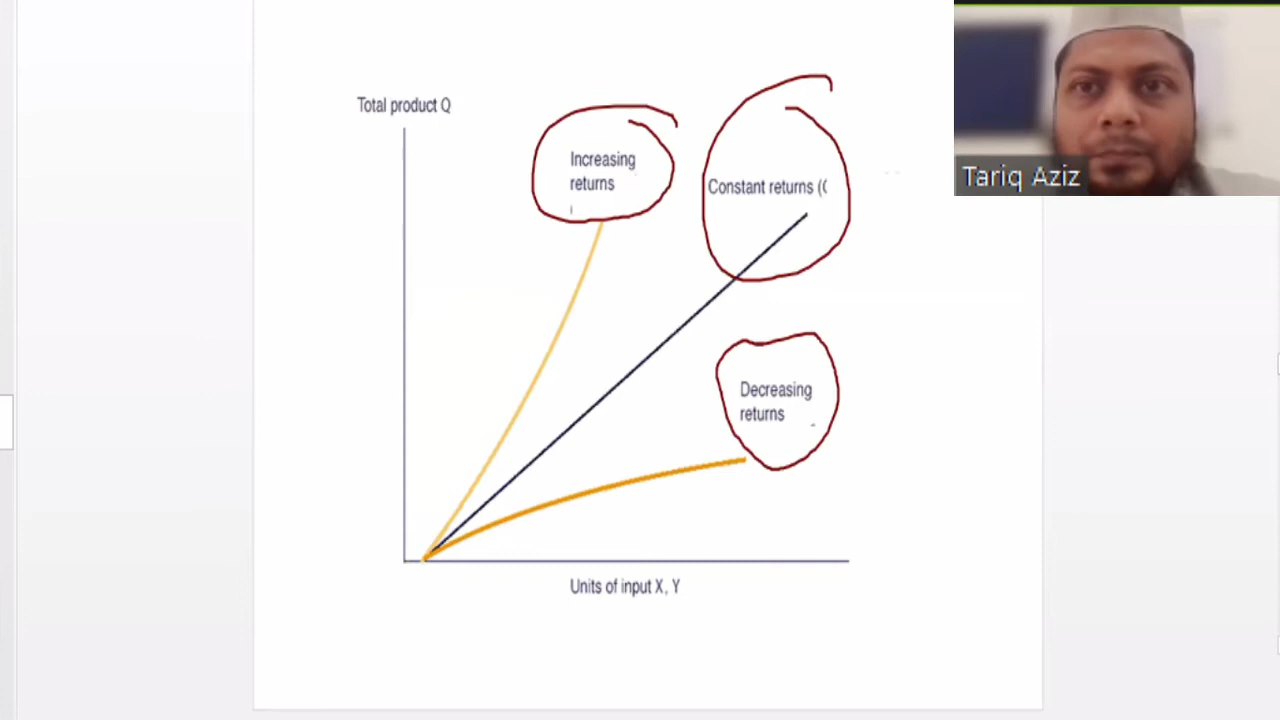 Total product Q
Increasing
returns
Constant returns ((
Decreasing
returns
Units of input X, Y
Tariq Aziz